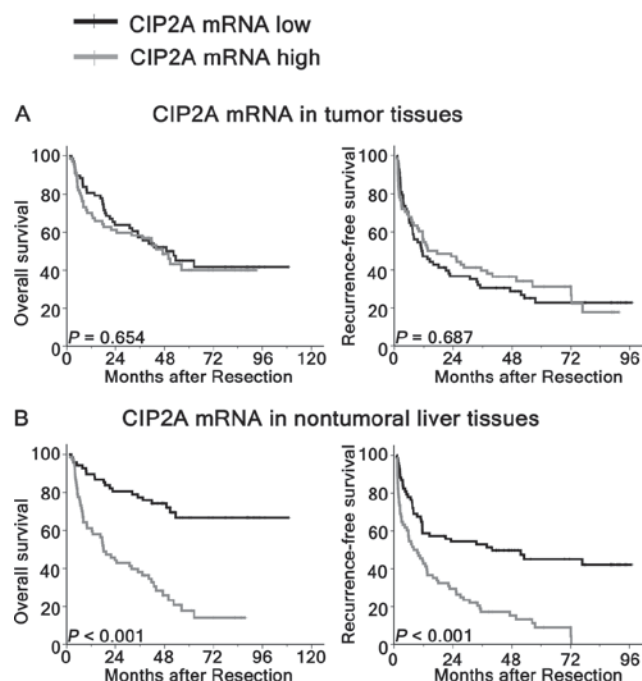 CIP2A mRNA low
CIP2A mRNA high
A CIP2A mRNA in tumor tissues
Overall survival
100
80
60
40
20
P = 0.654
0 24 48 72 96 120
Months after Resection
Recurrence-free survival
100
80
60
40
20
P = 0.687
0 24 48 72 96
Months after Resection
B CIP2A mRNA in nontumoral liver tissues
Overall survival
100
80
60
40
20
P < 0.001
0 24 48 72 96 120
Months after Resection
Recurrence-free survival
100
80
60
40
20
P < 0.001
0 24 48 72 96
Months after Resection